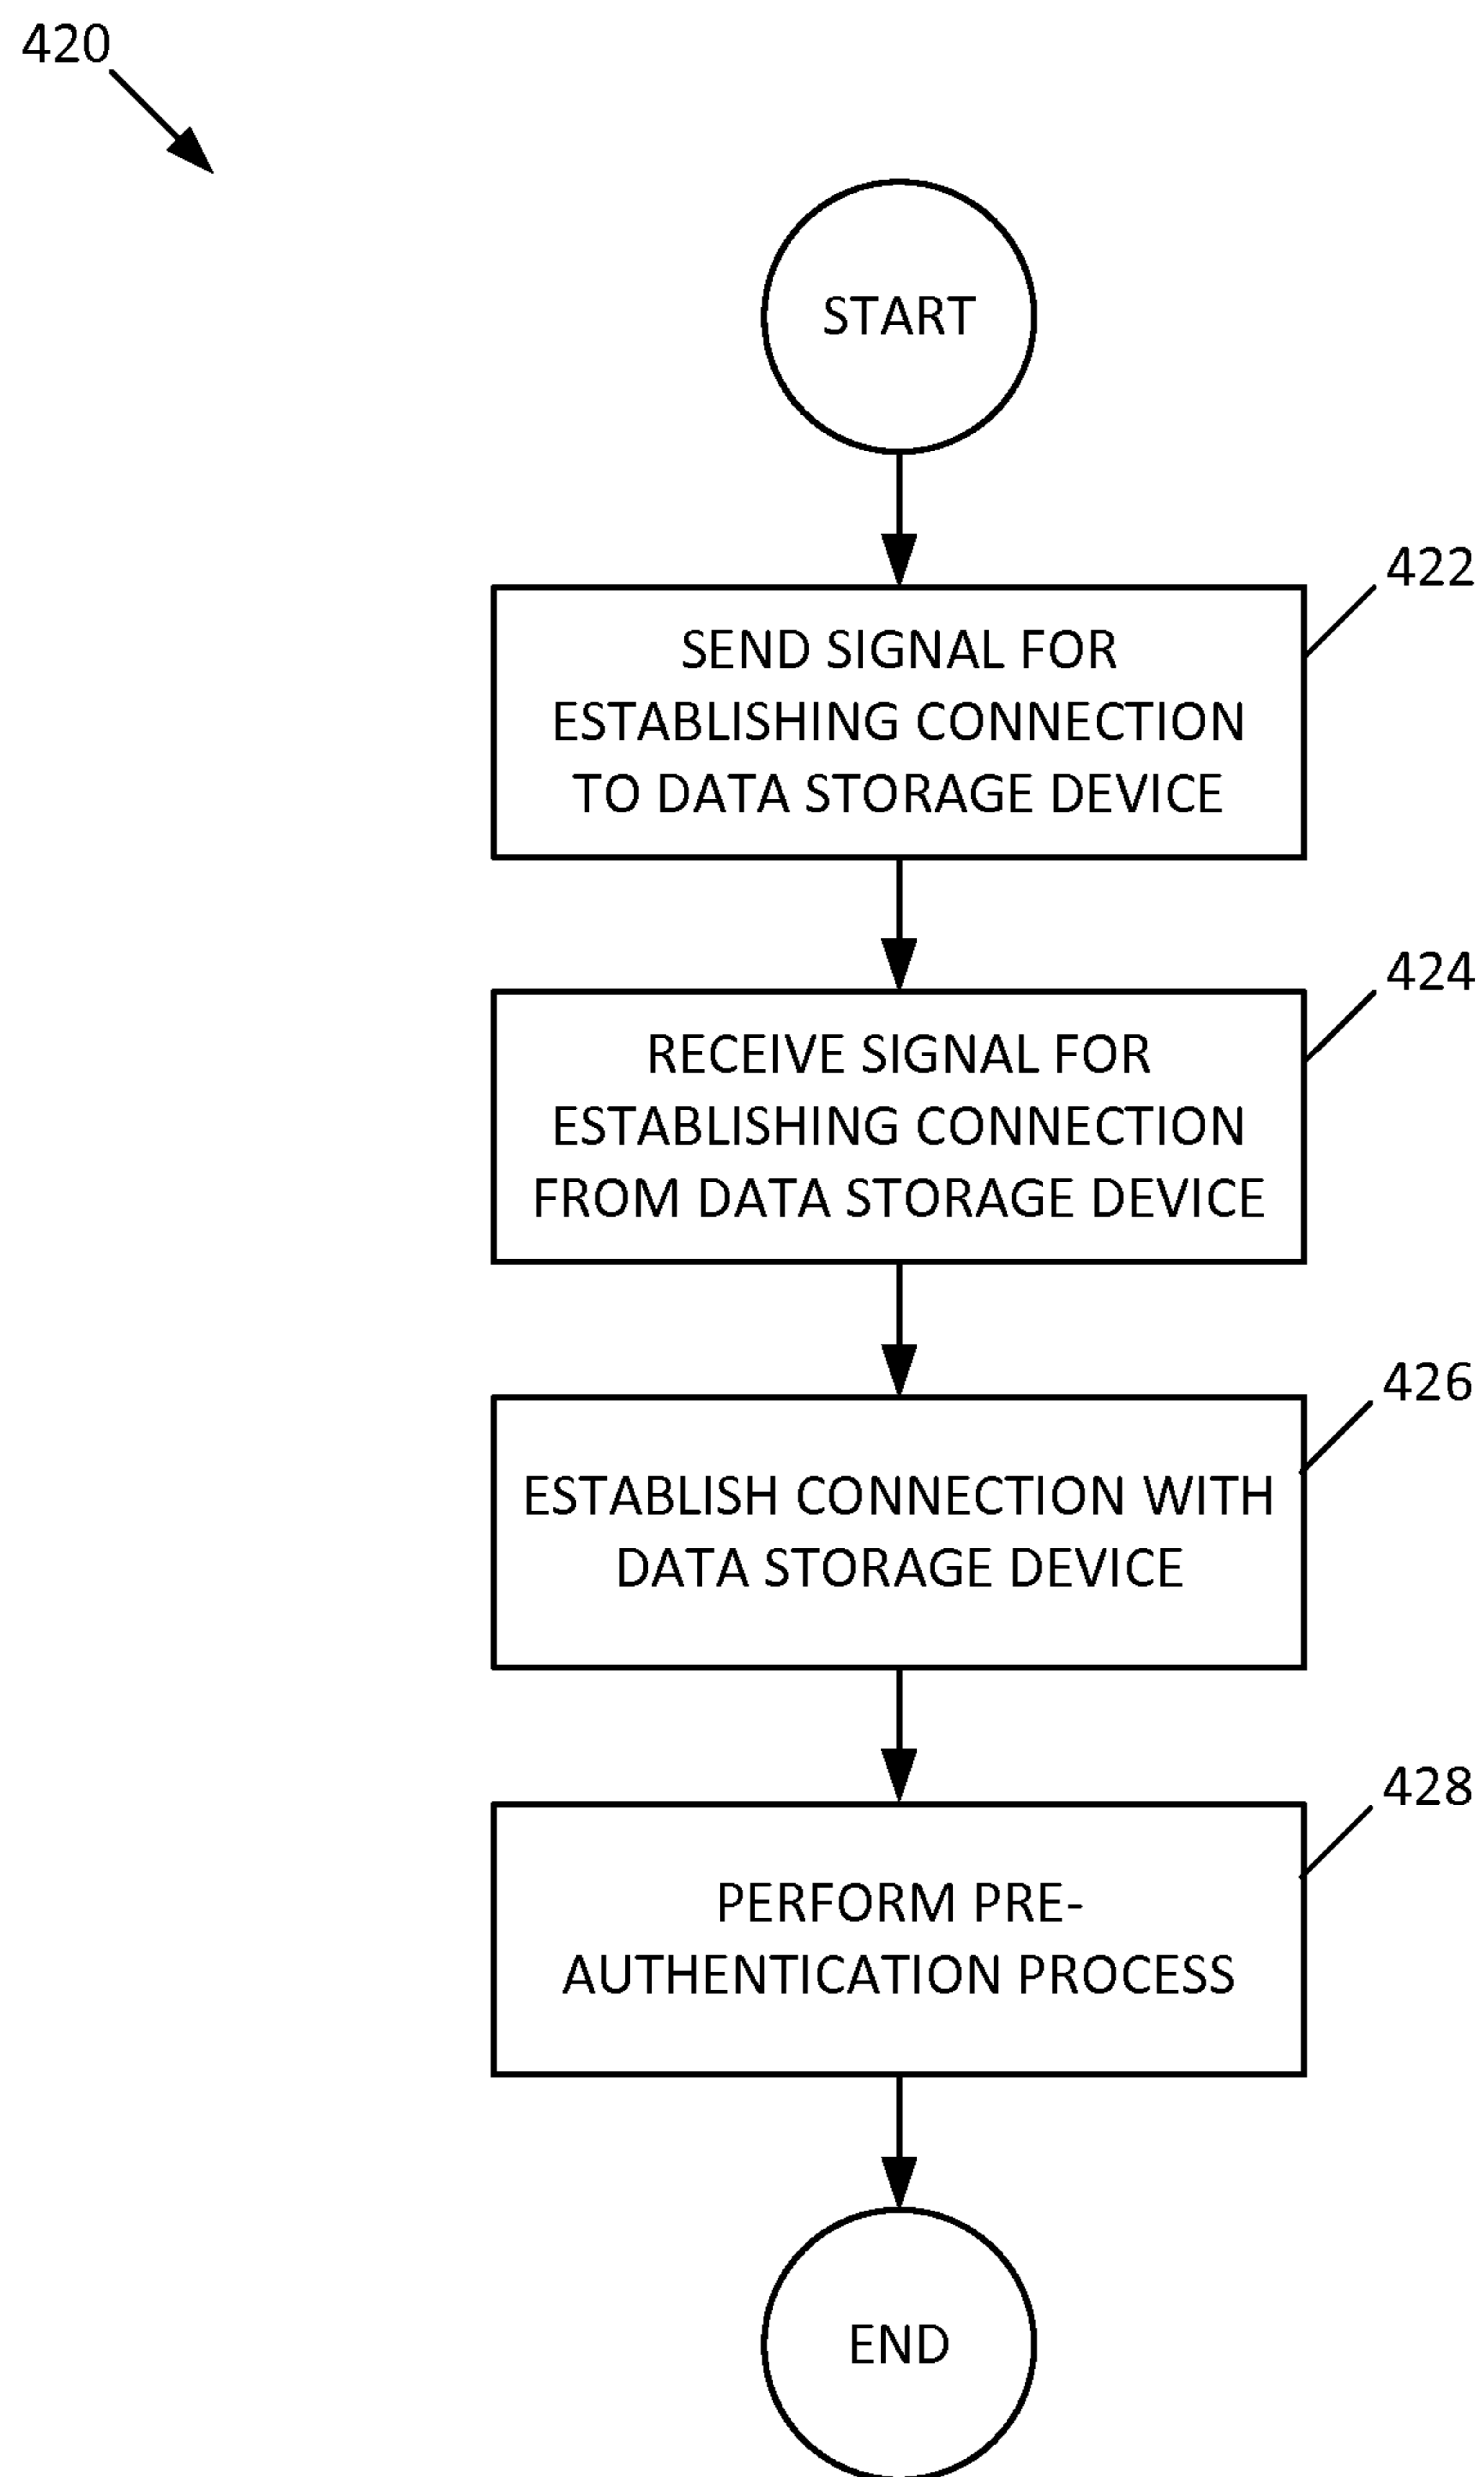 420
START
422
SEND SIGNAL FOR
ESTABLISHING CONNECTION
TO DATA STORAGE DEVICE
424
RECEIVE SIGNAL FOR
ESTABLISHING CONNECTION
FROM DATA STORAGE DEVICE
426
ESTABLISH CONNECTION WITH
DATA STORAGE DEVICE
428
PERFORM PRE-
AUTHENTICATION PROCESS
END